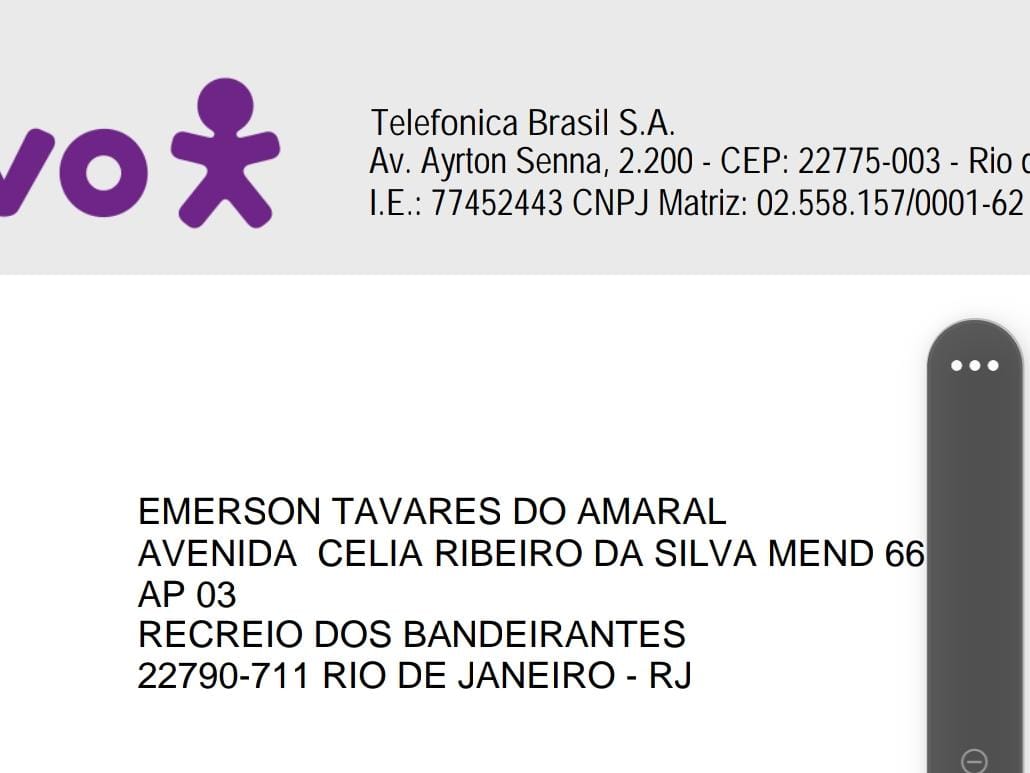 vo
Telefonica Brasil S.A.
Av. Ayrton Senna, 2.200 - CEP: 22775-003 - Rio
I.E.: 77452443 CNPJ Matriz: 02.558.157/0001-62
EMERSON TAVARES DO AMARAL
AVENIDA  CELIA RIBEIRO DA SILVA MEND 66
AP 03
RECREIO DOS BANDEIRANTES
22790-711 RIO DE JANEIRO - RJ